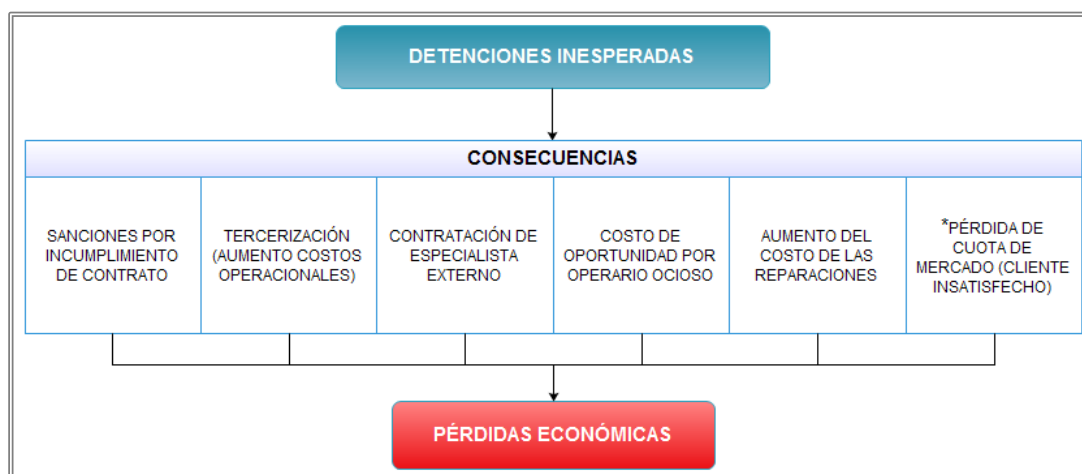 DETENCIONES INESPERADAS
CONSECUENCIAS
SANCIONES POR
INCUMPLIMIENTO
DE CONTRATO
TERCERIZACIÓN
(AUMENTO COSTOS
OPERACIONALES)
CONTRATACIÓN DE
ESPECIALISTA
EXTERNO
COSTO DE
OPORTUNIDAD POR
OPERARIO OCIOSO
AUMENTO DEL
COSTO DE LAS
REPARACIONES
*PÉRDIDA DE
CUOTA DE
MERCADO (CLIENTE
INSATISFECHO)
PÉRDIDAS ECONÓMICAS